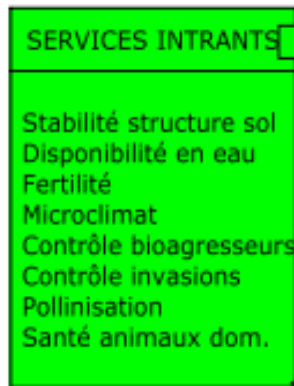 SERVICES INTRANTS
Stabilité structure sol
Disponibilité en eau
Fertilité
Microclimat
Contrôle bioagresseurs
Contrôle invasions
Pollinisation
Santé animaux dom.